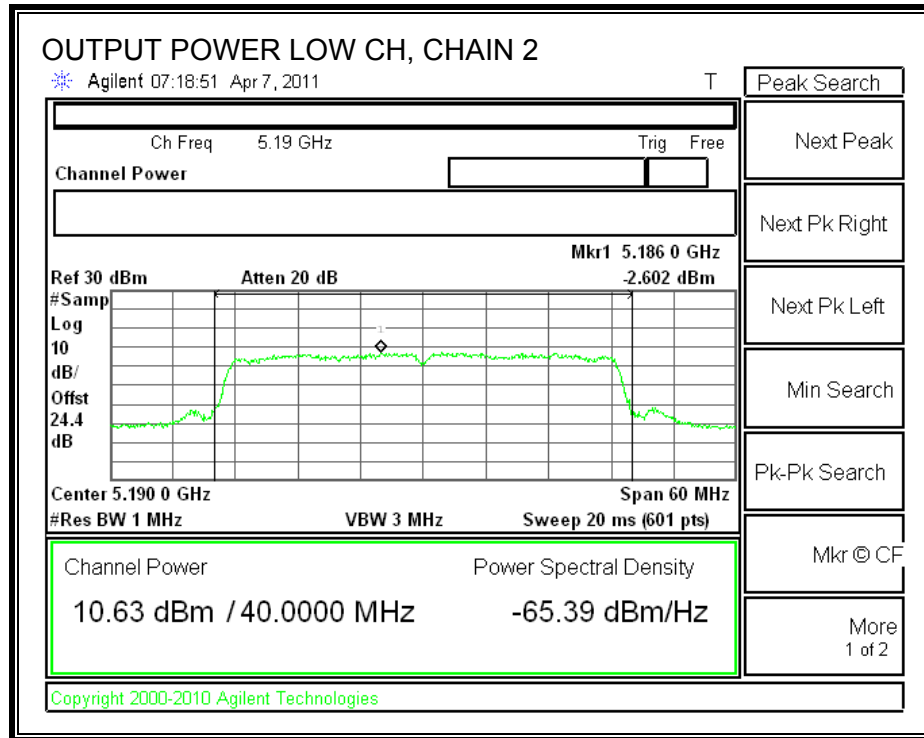 OUTPUT POWER LOW CH, CHAIN 2
Agilent 07:18:51 Apr 7, 2011 T
Peak Search
Ch Freq 5.19 GHz Trig Free
Channel Power
Next Peak
Next Pk Right
Mkr1 5.186 0 GHz
Ref 30 dBm Atten 20 dB -2.602 dBm
#Samp
Log
10
dB/
Offst
24.4
dB
1
Next Pk Left
Min Search
Pk-Pk Search
Center 5.190 0 GHz Span 60 MHz
#Res BW 1 MHz VBW 3 MHz Sweep 20 ms (601 pts)
Channel Power Power Spectral Density
10.63 dBm / 40.0000 MHz -65.39 dBm/Hz
Mkr © CF
More
1 of 2
Copyright 2000-2010 Agilent Technologies